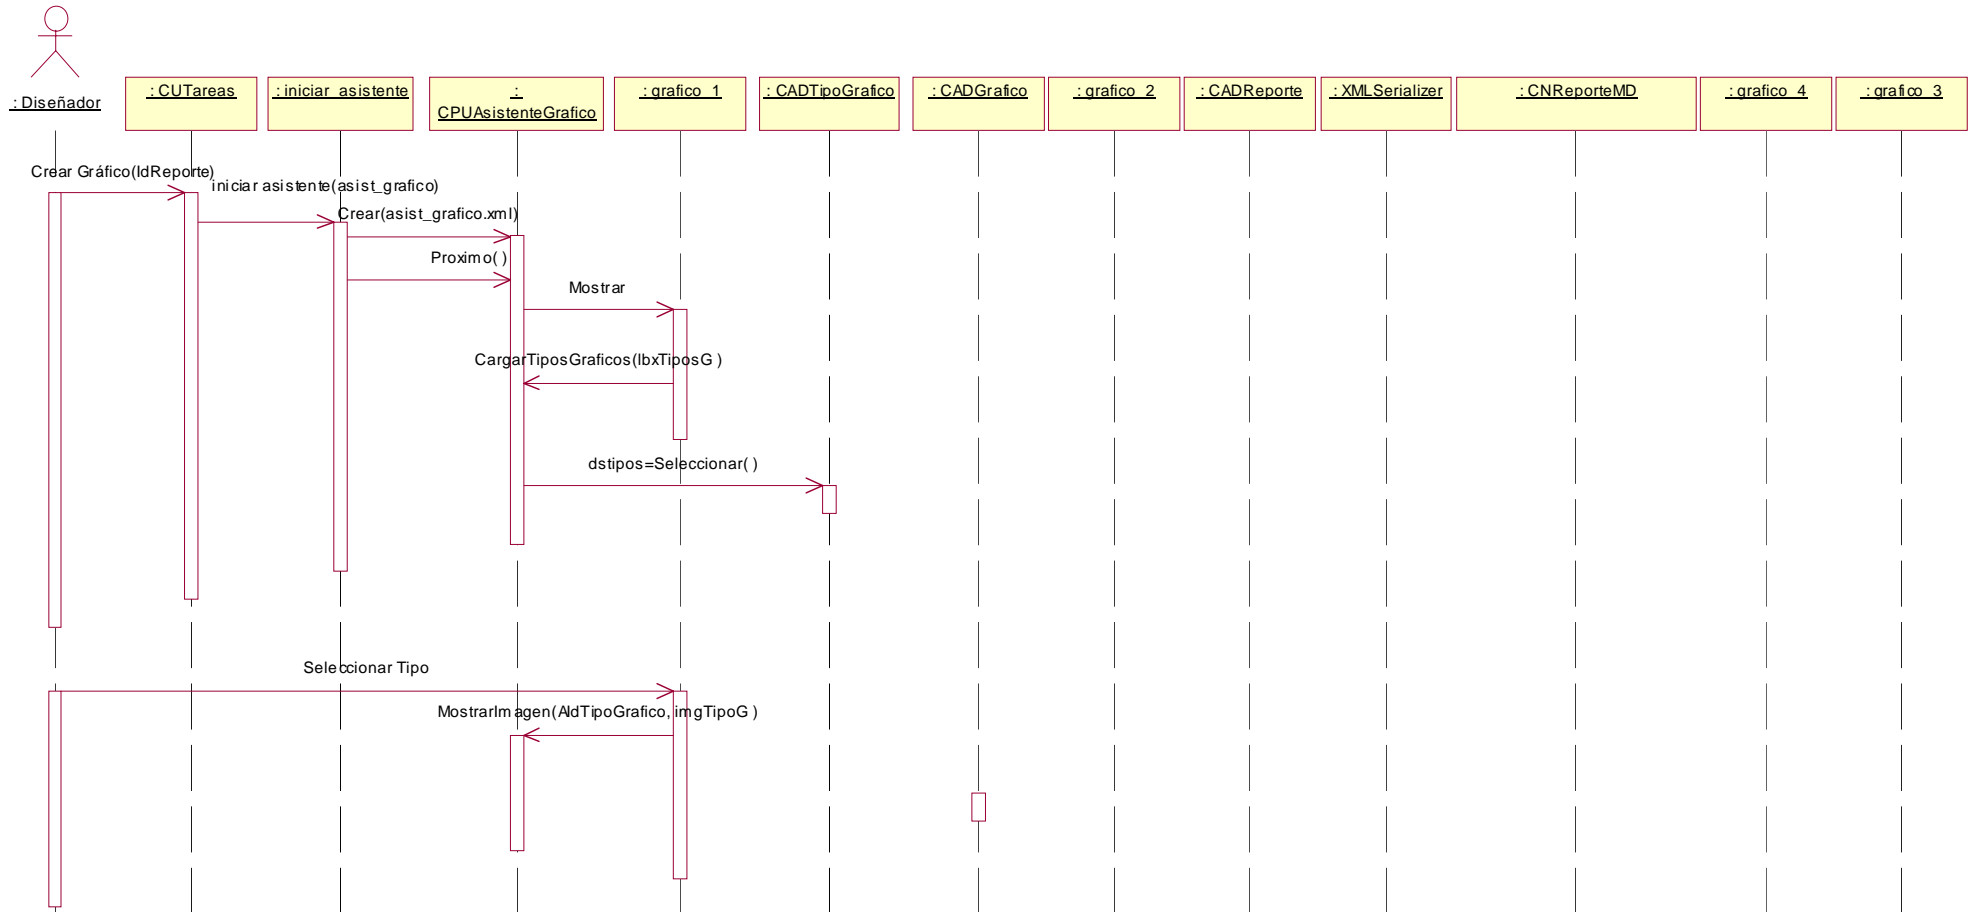 : Diseñador
: CUTareas
: iniciar_asistente
:
CPUAsistenteGrafico
: grafico_1
: CADTipoGrafico
: CADGrafico
: grafico_2
: CADReporte
: XMLSerializer
: CNReporteMD
: grafico_4
: grafico_3
Crear Gráfico(IdReporte)
iniciar asistente(asist_grafico)
Crear(asist_grafico.xml)
Proximo( )
Mostrar
CargarTiposGraficos(lbxTiposG )
dstipos=Seleccionar( )
Seleccionar Tipo
MostrarImagen(AIdTipoGrafico, imgTipoG )